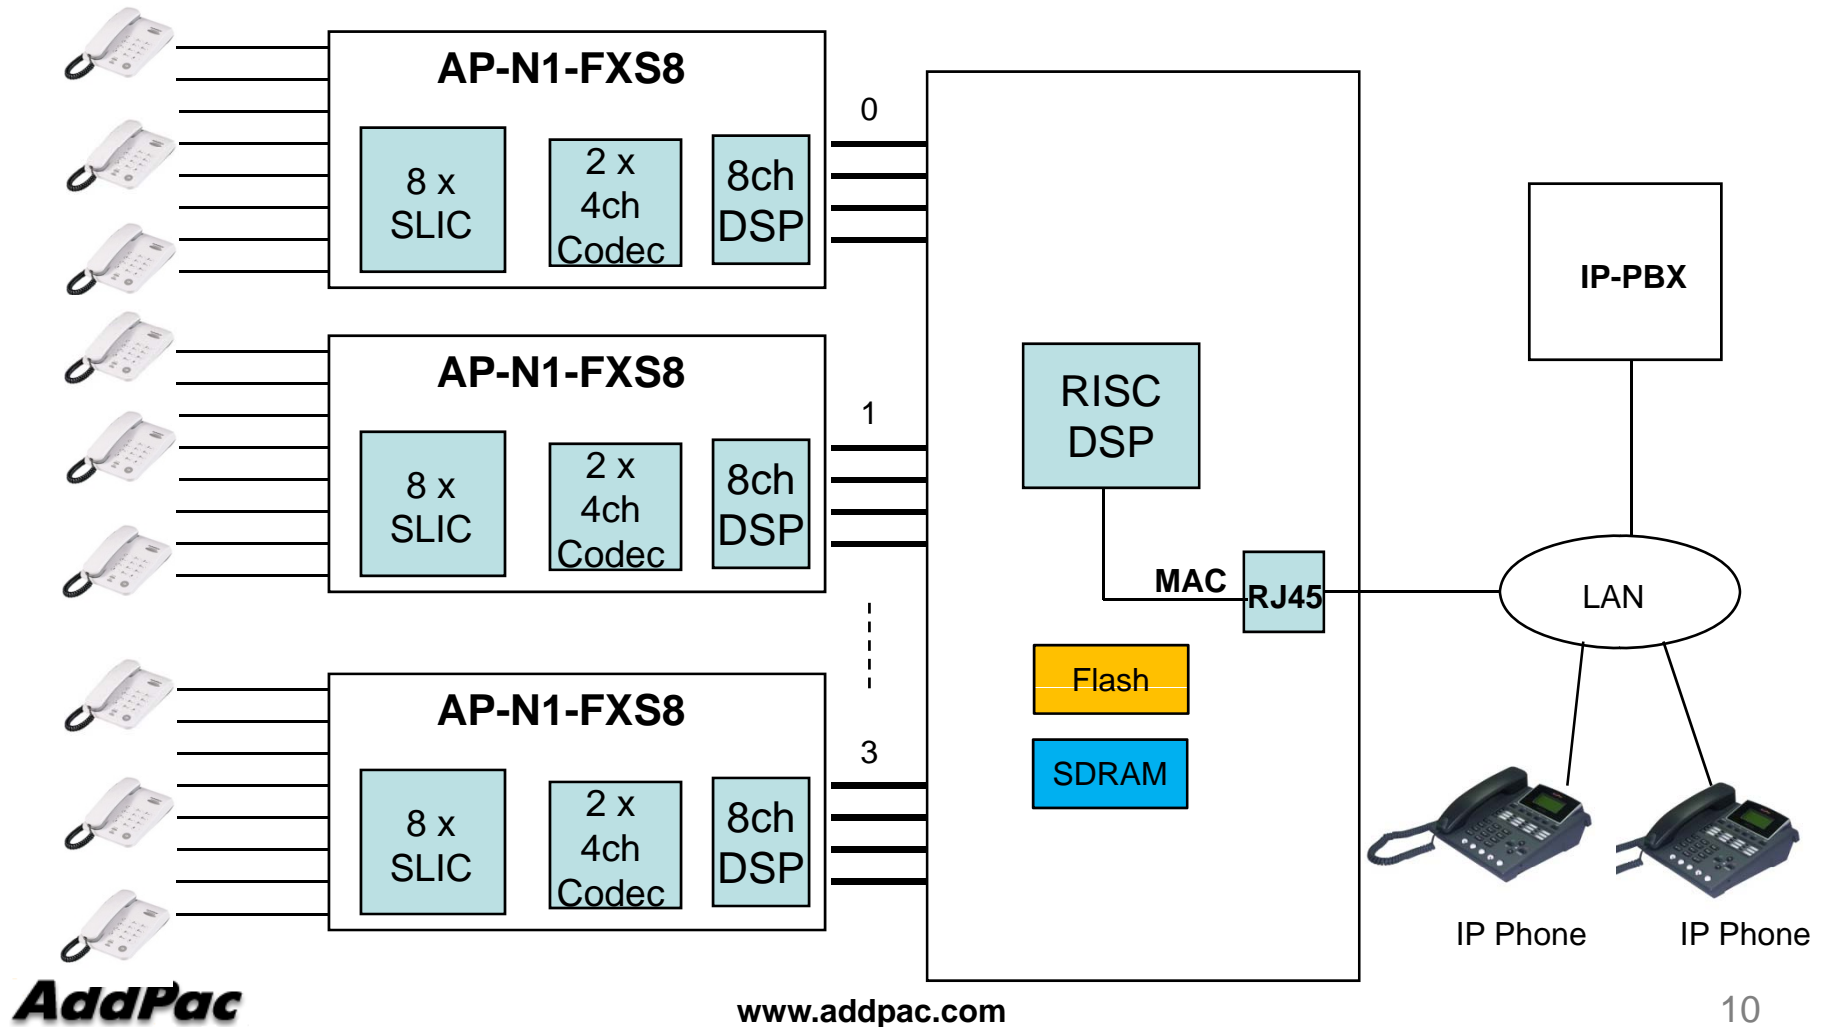 AP-N1-FXS8
8 x
SLIC
2 x
4ch
Codec
8ch
DSP
0
AP-N1-FXS8
8 x
SLIC
2 x
4ch
Codec
8ch
DSP
1
AP-N1-FXS8
8 x
SLIC
2 x
4ch
Codec
8ch
DSP
3
RISC
DSP
MAC
RJ45
Flash
SDRAM
IP-PBX
LAN
IP Phone
IP Phone
AddPac
www.addpac.com
10